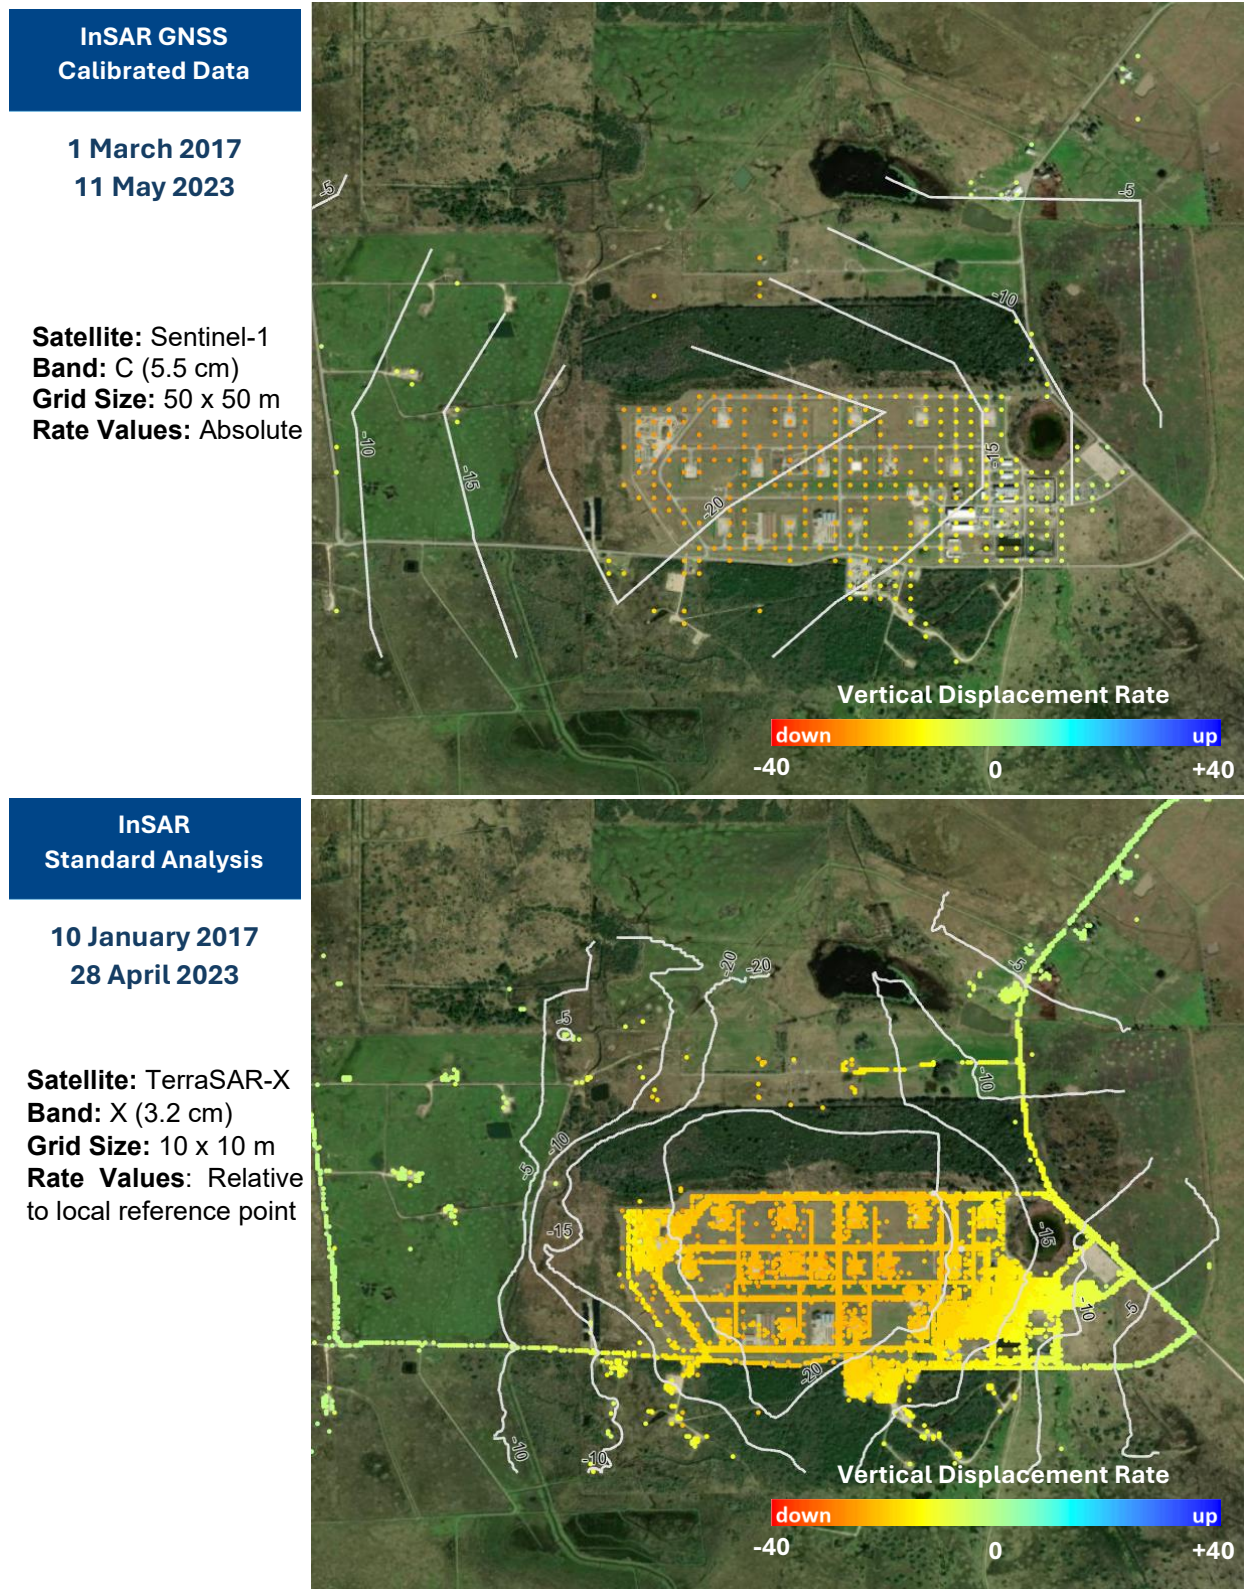 InSAR GNSS
Calibrated Data
1 March 2017
11 May 2023
Satellite: Sentinel-1
Band: C (5.5 cm)
Grid Size: 50 x 50 m
Rate Values: Absolute
-5
-5
-10
-10
-15
-15
-20
Vertical Displacement Rate
down
up
-40
0
+40
InSAR
Standard Analysis
10 January 2017
28 April 2023
Satellite: TerraSAR-X
Band: X (3.2 cm)
Grid Size: 10 x 10 m
Rate Values: Relative
to local reference point
-20
-20
-5
-5
-10
-10
-5
-15
-15
-10
-5
-20
-10
-10
Vertical Displacement Rate
down
up
-40
0
+40